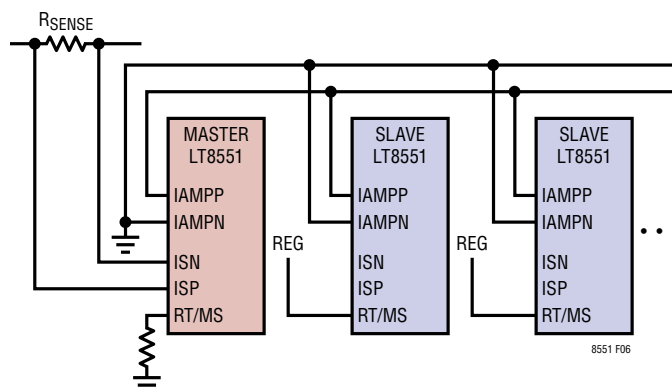 RSENSE
MASTER
LT8551
IAMPP
IAMPN
ISN
ISP
RT/MS
SLAVE
LT8551
IAMPP
IAMPN
REG
ISN
ISP
RT/MS
SLAVE
LT8551
IAMPP
IAMPN
REG
ISN
ISP
RT/MS
8551 F06